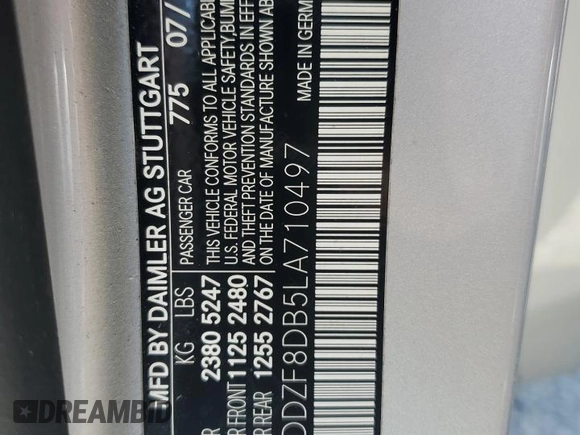 MFD BY DAIMLER AG STUTTGART
775 07/
KG LBS PASSENGER CAR
2380 5247 THIS VEHICLE CONFORMS TO ALL APPLICABLE
FRONT 1125 2480 U.S. FEDERAL MOTOR VEHICLE SAFETY, BUM
REAR 1255 2767 AND THEFT PREVENTION STANDARDS IN EFF
ON THE DATE OF MANUFACTURE SHOWN AB
DDZF8DB5LA710497
IN GERM
DREAMBID